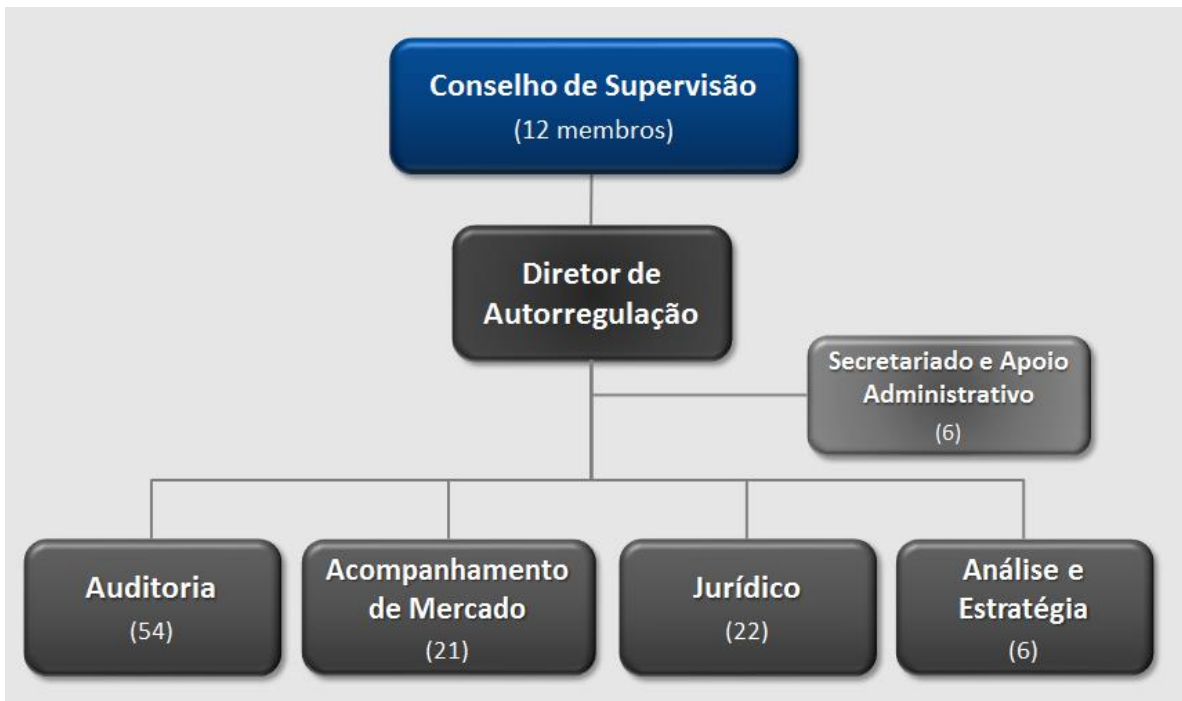 Conselho de Supervisão
(12 membros)
Diretor de
Autorregulação
Secretariado e Apoio
Administrativo
(6)
Auditoria
(54)
Acompanhamento
de Mercado
(21)
Jurídico
(22)
Análise e
Estratégia
(6)